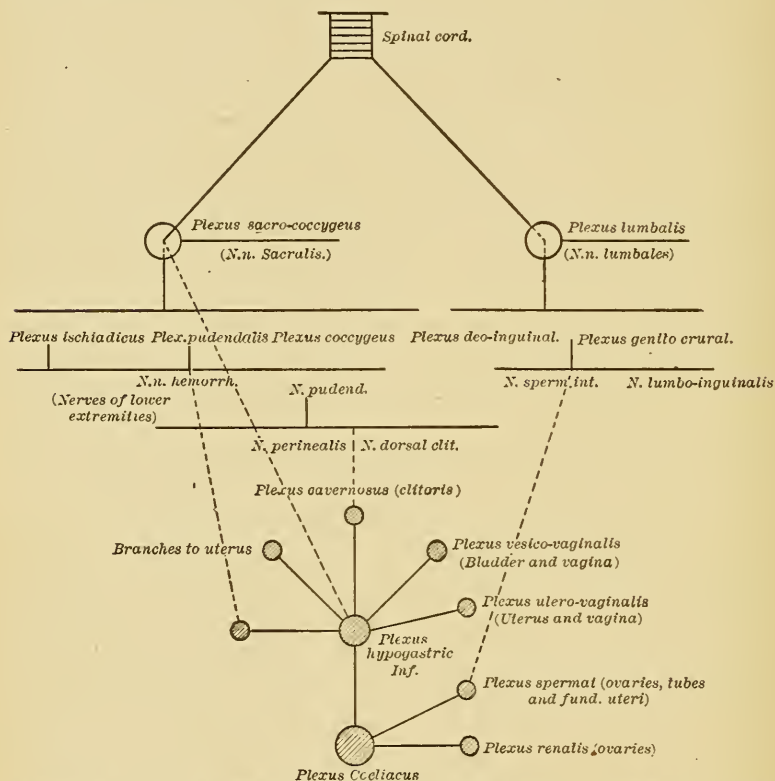 Spinal cord.
Plexus sacro-coccygeus
(N.n. Sacralis.)
Plexus lumbalis
(N.n. lumbales)
Plexus ischiadicus Plex.pudendalis Plexus coccygeus
Plexus deo-inguinal. Plexus genito crural.
N.n. hemorrh.
(Nerves of lower
extremities)
N. pudend.
N. sperm.int. N. lumbo-inguinalis
N. perinealis N. dorsal clit.
Plexus cavernosus (clitoris)
Branches to uterus
Plexus vesico-vaginalis
(Bladder and vagina)
Plexus ulero-vaginalis
(Uterus and vagina)
Plexus
hypogastric
Inf.
Plexus spermat (ovaries, tubes
and fund. uteri)
Plexus renalis (ovaries)
Plexus Cœliacus